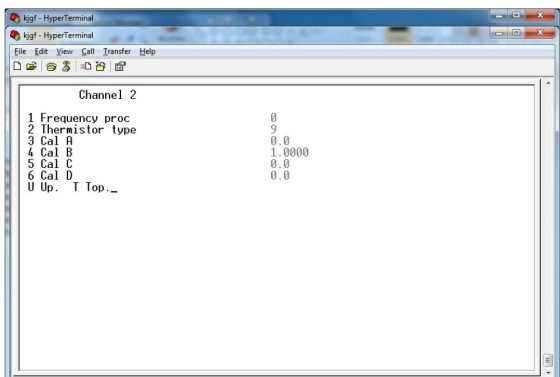 kjgf - HyperTerminal
kjgf - HyperTerminal
File Edit View Call Transfer Help
Channel 2
1 Frequency proc 0
2 Thermistor type 9
3 Cal A 0.0
4 Cal B 1.0000
5 Cal C 0.0
6 Cal D 0.0
U Up. T Top._